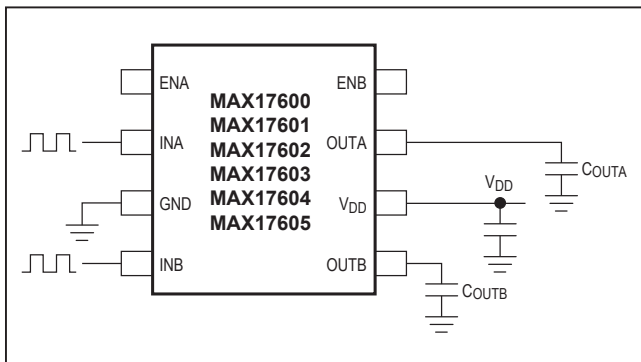 ENA
ENB
MAX17600
MAX17601
MAX17602
MAX17603
MAX17604
MAX17605
INA
OUTA
COUTA
GND
VDD
VDD
INB
OUTB
COUTB